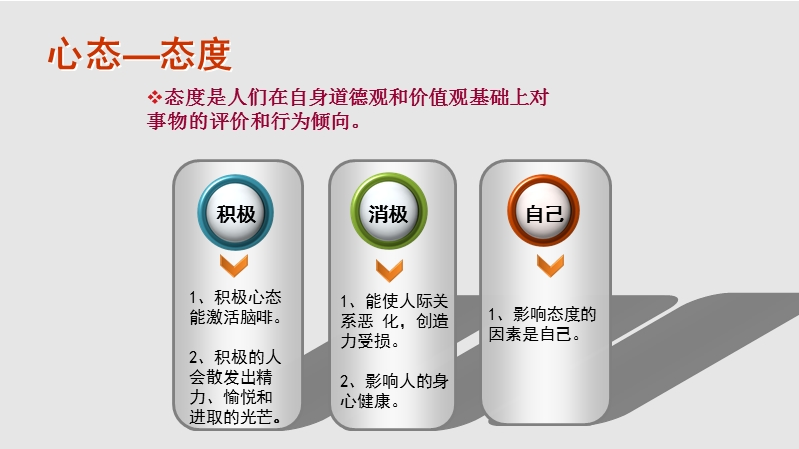 心态—态度
❖态度是人们在自身道德观和价值观基础上对
事物的评价和行为倾向。
积极
1、积极心态
能激活脑啡。
2、积极的人
会散发出精
力、愉悦和
进取的光芒。
消极
1、能使人际关
系恶 化，创造
力受损。
2、影响人的身
心健康。
自己
1、影响态度的
因素是自己。